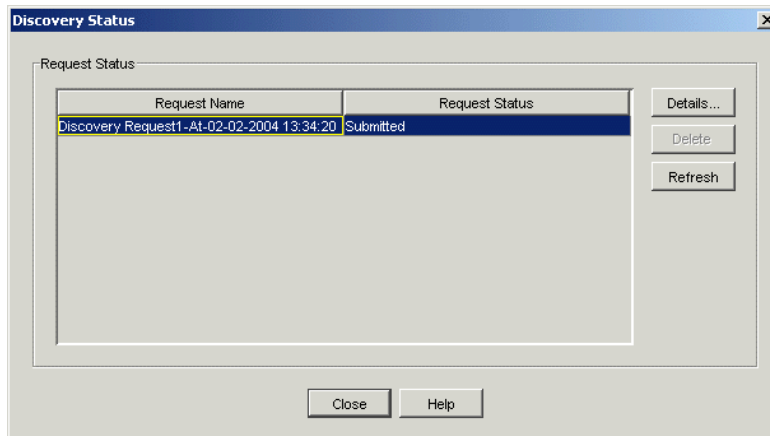 Discovery Status
Request Status
Request Name Request Status Details...
Discovery Request1-At-02-02-2004 13:34:20 Submitted
Delete
Refresh
Close Help